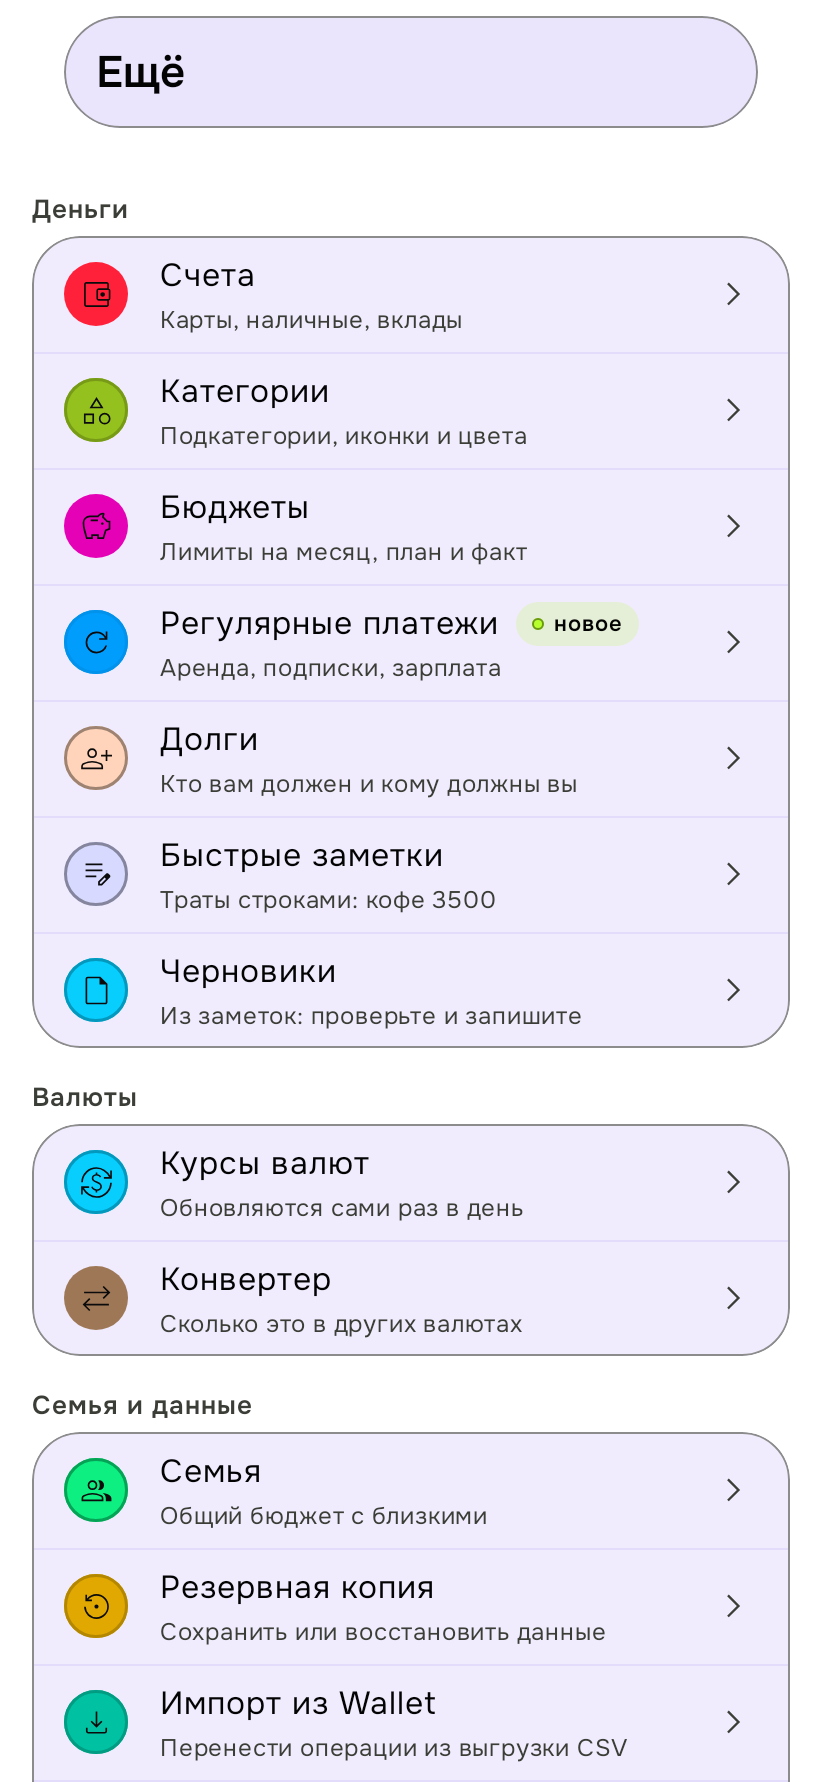 Ещё
Деньги
Счета
Карты, наличные, вклады
Категории
Подкатегории, иконки и цвета
Бюджеты
Лимиты на месяц, план и факт
Регулярные платежи новое
Аренда, подписки, зарплата
Долги
Кто вам должен и кому должны вы
Быстрые заметки
Траты строками: кофе 3500
Черновики
Из заметок: проверьте и запишите
Валюты
Курсы валют
Обновляются сами раз в день
Конвертер
Сколько это в других валютах
Семья и данные
Семья
Общий бюджет с близкими
Резервная копия
Сохранить или восстановить данные
Импорт из Wallet
Перенести операции из выгрузки CSV